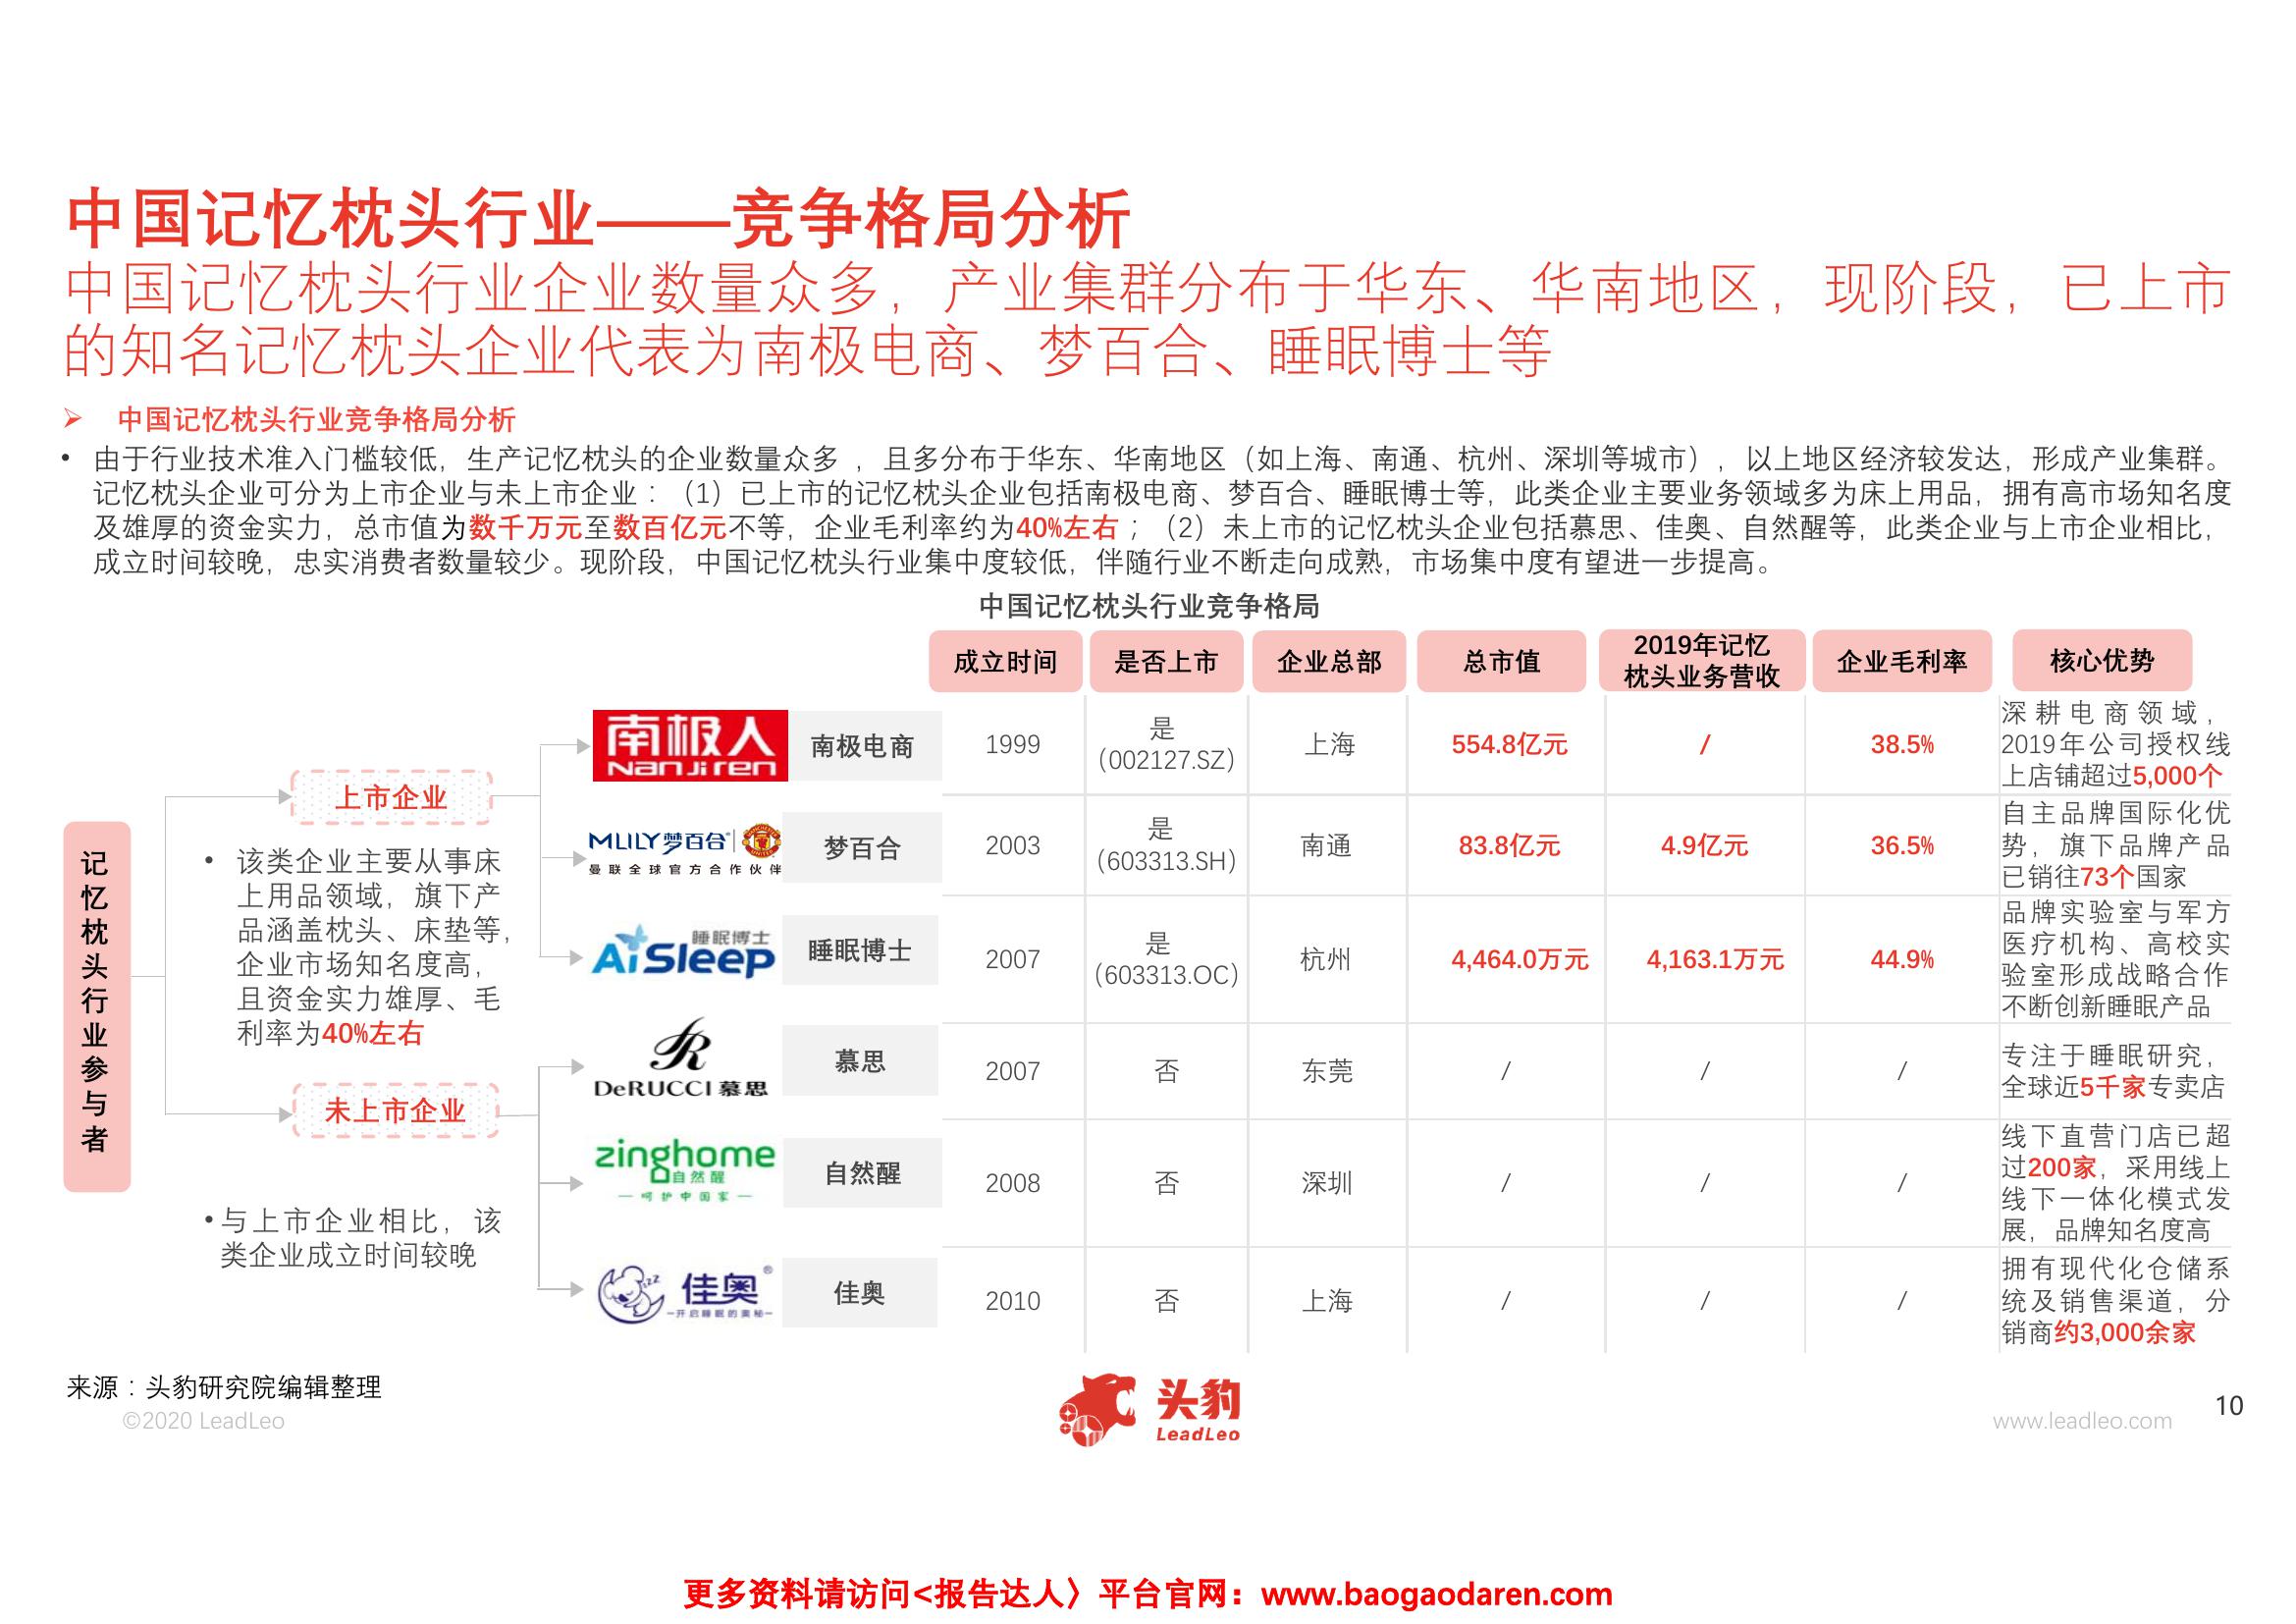 中国记忆枕头行业——竞争格局分析
中国记忆枕头行业企业数量众多，产业集群分布于华东、华南地区，现阶段，已上市
的知名记忆枕头企业代表为南极电商、梦百合、睡眠博士等
➢ 中国记忆枕头行业竞争格局分析
• 由于行业技术准入门槛较低，生产记忆枕头的企业数量众多 ，且多分布于华东、华南地区（如上海、南通、杭州、深圳等城市），以上地区经济较发达，形成产业集群。
记忆枕头企业可分为上市企业与未上市企业：（1）已上市的记忆枕头企业包括南极电商、梦百合、睡眠博士等，此类企业主要业务领域多为床上用品，拥有高市场知名度
及雄厚的资金实力，总市值为数千万元至数百亿元不等，企业毛利率约为40%左右；（2）未上市的记忆枕头企业包括慕思、佳奥、自然醒等，此类企业与上市企业相比，
成立时间较晚，忠实消费者数量较少。现阶段，中国记忆枕头行业集中度较低，伴随行业不断走向成熟，市场集中度有望进一步提高。
中国记忆枕头行业竞争格局
成立时间
是否上市
企业总部
总市值
2019年记忆
枕头业务营收
企业毛利率
核心优势
记忆枕头行业参与者
上市企业
• 该类企业主要从事床
上用品领域，旗下产
品涵盖枕头、床垫等，
企业市场知名度高，
且资金实力雄厚、毛
利率为40%左右
未上市企业
• 与上市企业相比，该
类企业成立时间较晚
南极人
NanJiren
南极电商
1999
是
（002127.SZ）
上海
554.8亿元
/
38.5%
深耕电商领域，
2019年公司授权线
上店铺超过5,000个
MLILY梦百合
曼联全球官方合作伙伴
梦百合
2003
是
（603313.SH）
南通
83.8亿元
4.9亿元
36.5%
自主品牌国际化优
势，旗下品牌产品
已销往73个国家
睡眠博士
AiSleep
睡眠博士
2007
是
（603313.OC）
杭州
4,464.0万元
4,163.1万元
44.9%
品牌实验室与军方
医疗机构、高校实
验室形成战略合作
不断创新睡眠产品
DeRUCCI 慕思
慕思
2007
否
东莞
/
/
/
专注于睡眠研究，
全球近5千家专卖店
zinghome
自然醒
— 呵护中国家 —
自然醒
2008
否
深圳
/
/
/
线下直营门店已超
过200家，采用线上
线下一体化模式发
展，品牌知名度高
佳奥®
–开启睡眠的奥秘–
佳奥
2010
否
上海
/
/
/
拥有现代化仓储系
统及销售渠道，分
销商约3,000余家
来源：头豹研究院编辑整理
©2020 LeadLeo
头豹
LeadLeo
www.leadleo.com
10
更多资料请访问<报告达人〉平台官网：www.baogaodaren.com